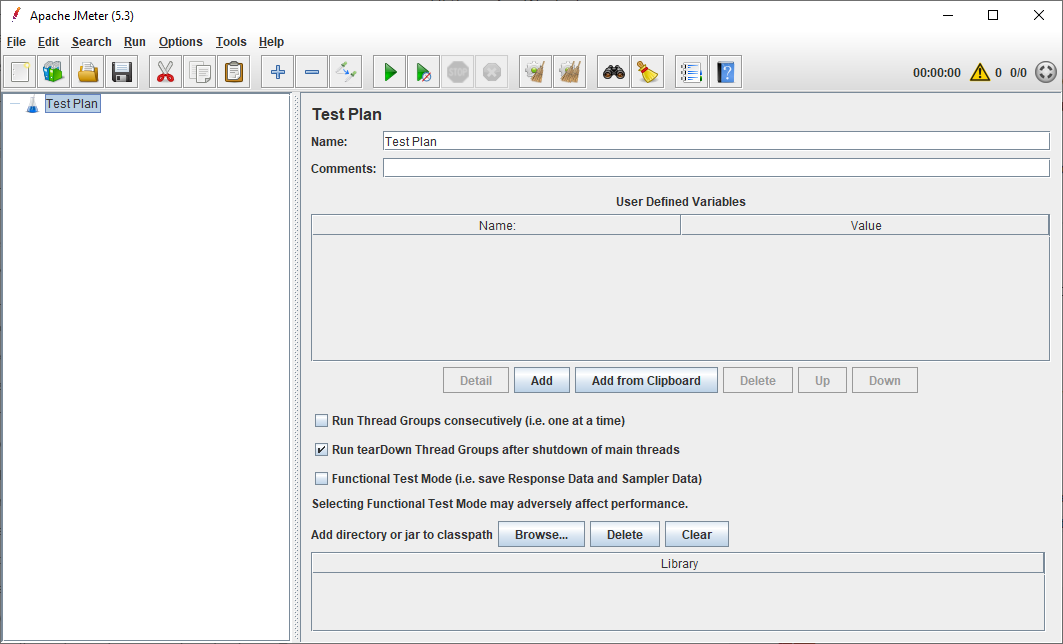 Apache JMeter (5.3)
File Edit Search Run Options Tools Help
STOP 00:00:00 0 0/0
Test Plan
Test Plan
Name: Test Plan
Comments:
User Defined Variables
Name: Value
Detail Add Add from Clipboard Delete Up Down
Run Thread Groups consecutively (i.e. one at a time)
Run tearDown Thread Groups after shutdown of main threads
Functional Test Mode (i.e. save Response Data and Sampler Data)
Selecting Functional Test Mode may adversely affect performance.
Add directory or jar to classpath Browse... Delete Clear
Library